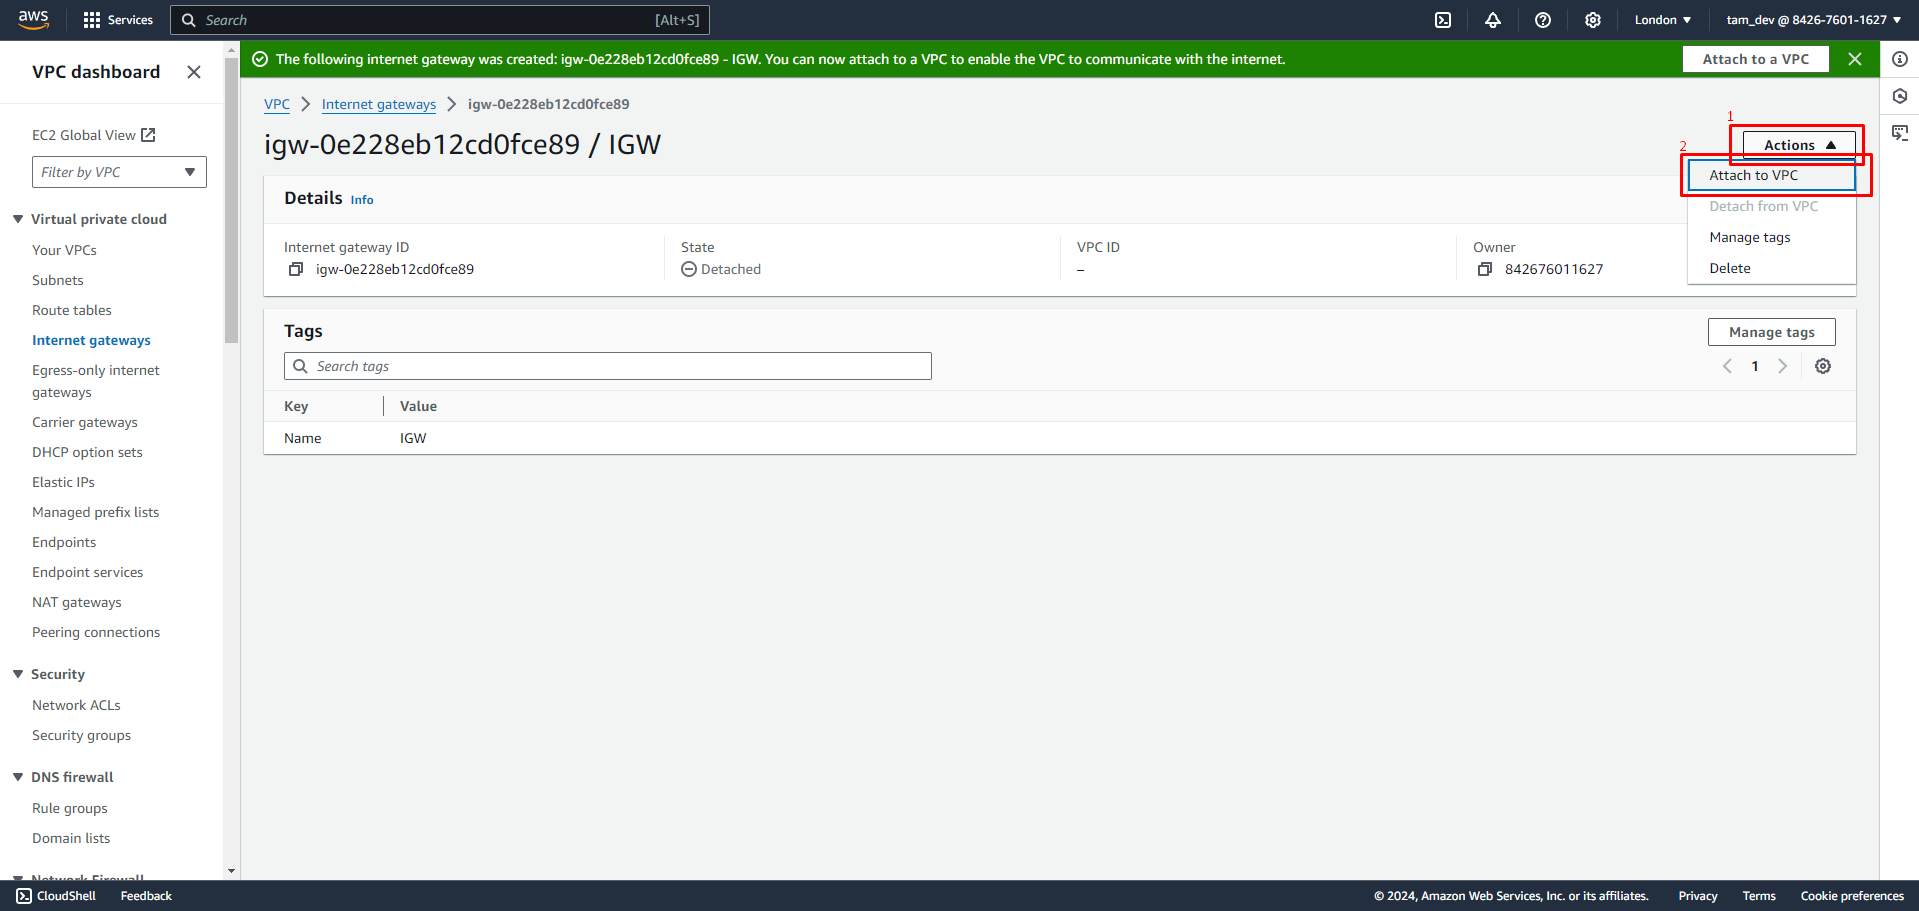 aws
Services
Search [Alt+S]
London
tam_dev @ 8426-7601-1627
VPC dashboard
EC2 Global View
Filter by VPC
Virtual private cloud
Your VPCs
Subnets
Route tables
Internet gateways
Egress-only internet
gateways
Carrier gateways
DHCP option sets
Elastic IPs
Managed prefix lists
Endpoints
Endpoint services
NAT gateways
Peering connections
Security
Network ACLs
Security groups
DNS firewall
Rule groups
Domain lists
Network Firewall
The following internet gateway was created: igw-0e228eb12cd0fce89 - IGW. You can now attach to a VPC to enable the VPC to communicate with the internet.
Attach to a VPC
VPC > Internet gateways > igw-0e228eb12cd0fce89
igw-0e228eb12cd0fce89 / IGW
1
Actions
2
Attach to VPC
Detach from VPC
Manage tags
Delete
Details Info
Internet gateway ID
igw-0e228eb12cd0fce89
State
Detached
VPC ID
–
Owner
842676011627
Tags
Manage tags
Search tags
1
Key Value
Name IGW
CloudShell Feedback
© 2024, Amazon Web Services, Inc. or its affiliates. Privacy Terms Cookie preferences